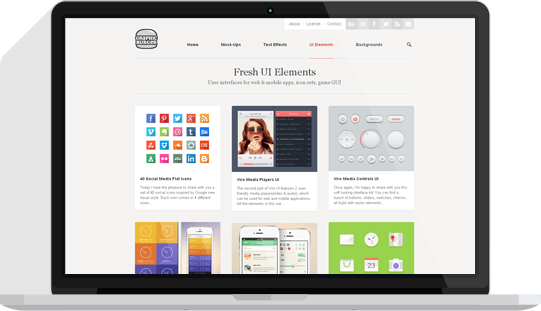 About
License
Contact
GRAPHIC
BURGER
Home
Mock-Ups
Text Effects
UI Elements
Backgrounds
Fresh UI Elements
User interfaces for web & mobile apps, icon sets, game GUI
40 Social Media Flat Icons
Today I have the pleasure to share with you a
set of 40 social icons inspired by Google new
visual style. Each icon comes in 4 different
sizes...
Viro Media Players UI
The second part of Viro UI features 2 user
friendly media players(video & audio), which
can be used for web and mobile applications.
All the elements in this set...
Viro Media Controls UI
Once again, I'm happy to share with you this
soft looking interface kit! You can find a
bunch of buttons, sliders, switches, checks,
all build with vector elements...
23